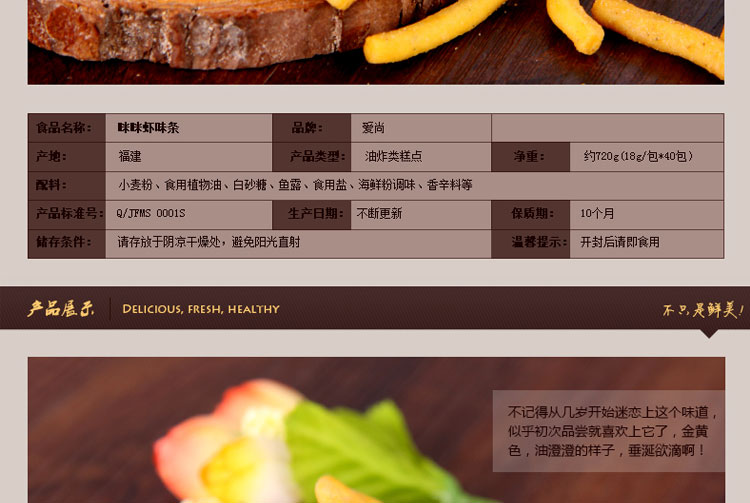 食品名称: 咪咪虾味条 品牌: 爱尚
产地: 福建 产品类型: 油炸类糕点 净重: 约720g(18g/包*40包)
配料: 小麦粉、食用植物油、白砂糖、鱼露、食用盐、海鲜粉调味、香辛料等
产品标准号: Q/JFMS 0001S 生产日期: 不断更新 保质期: 10个月
储存条件: 请存放于阴凉干燥处，避免阳光直射 温馨提示: 开封后请即食用
产品展示 DELICIOUS, FRESH, HEALTHY 不只是鲜美!
不记得从几岁开始迷恋上这个味道，
似乎初次品尝就喜欢上它了，金黄
色，油澄澄的样子，垂涎欲滴啊！